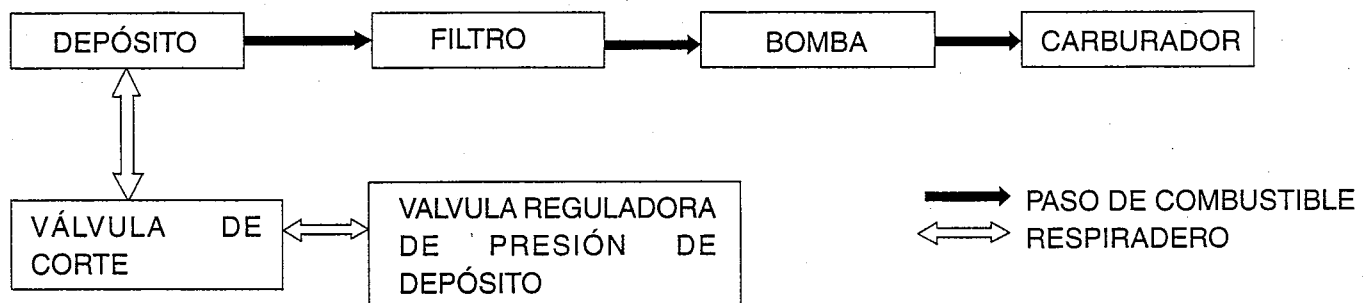 DEPÓSITO
FILTRO
BOMBA
CARBURADOR
VÁLVULA DE
CORTE
VALVULA REGULADORA
DE PRESIÓN DE
DEPÓSITO
PASO DE COMBUSTIBLE
RESPIRADERO